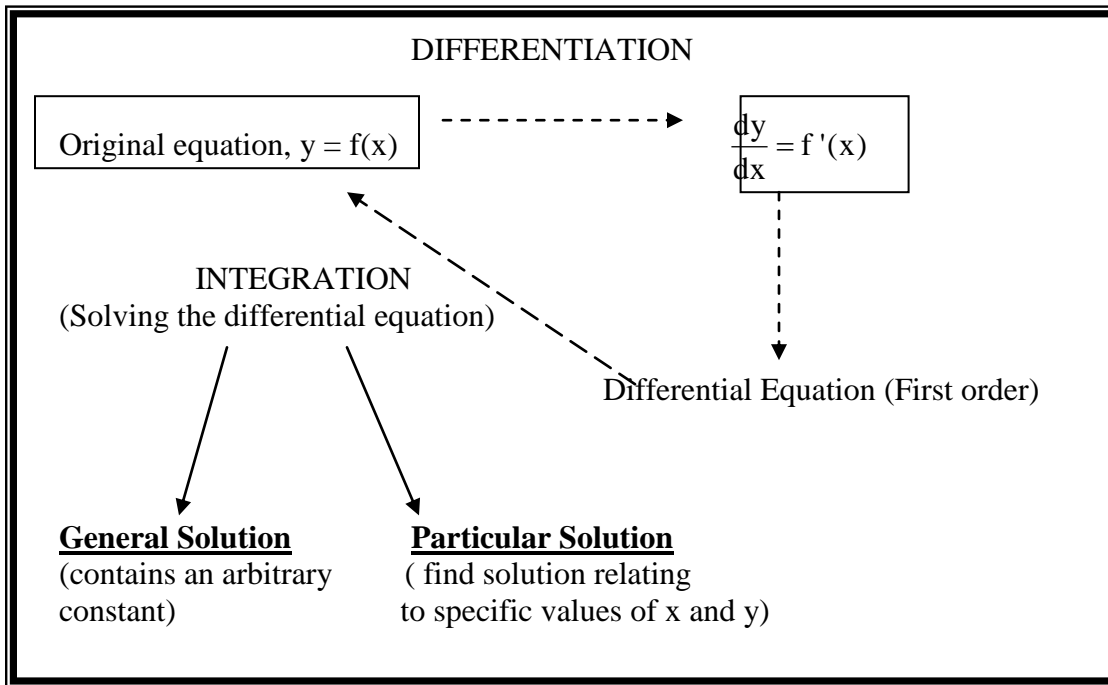 DIFFERENTIATION
Original equation, y = f(x)
dy/dx = f '(x)
INTEGRATION
(Solving the differential equation)
Differential Equation (First order)
General Solution
(contains an arbitrary
constant)
Particular Solution
( find solution relating
to specific values of x and y)